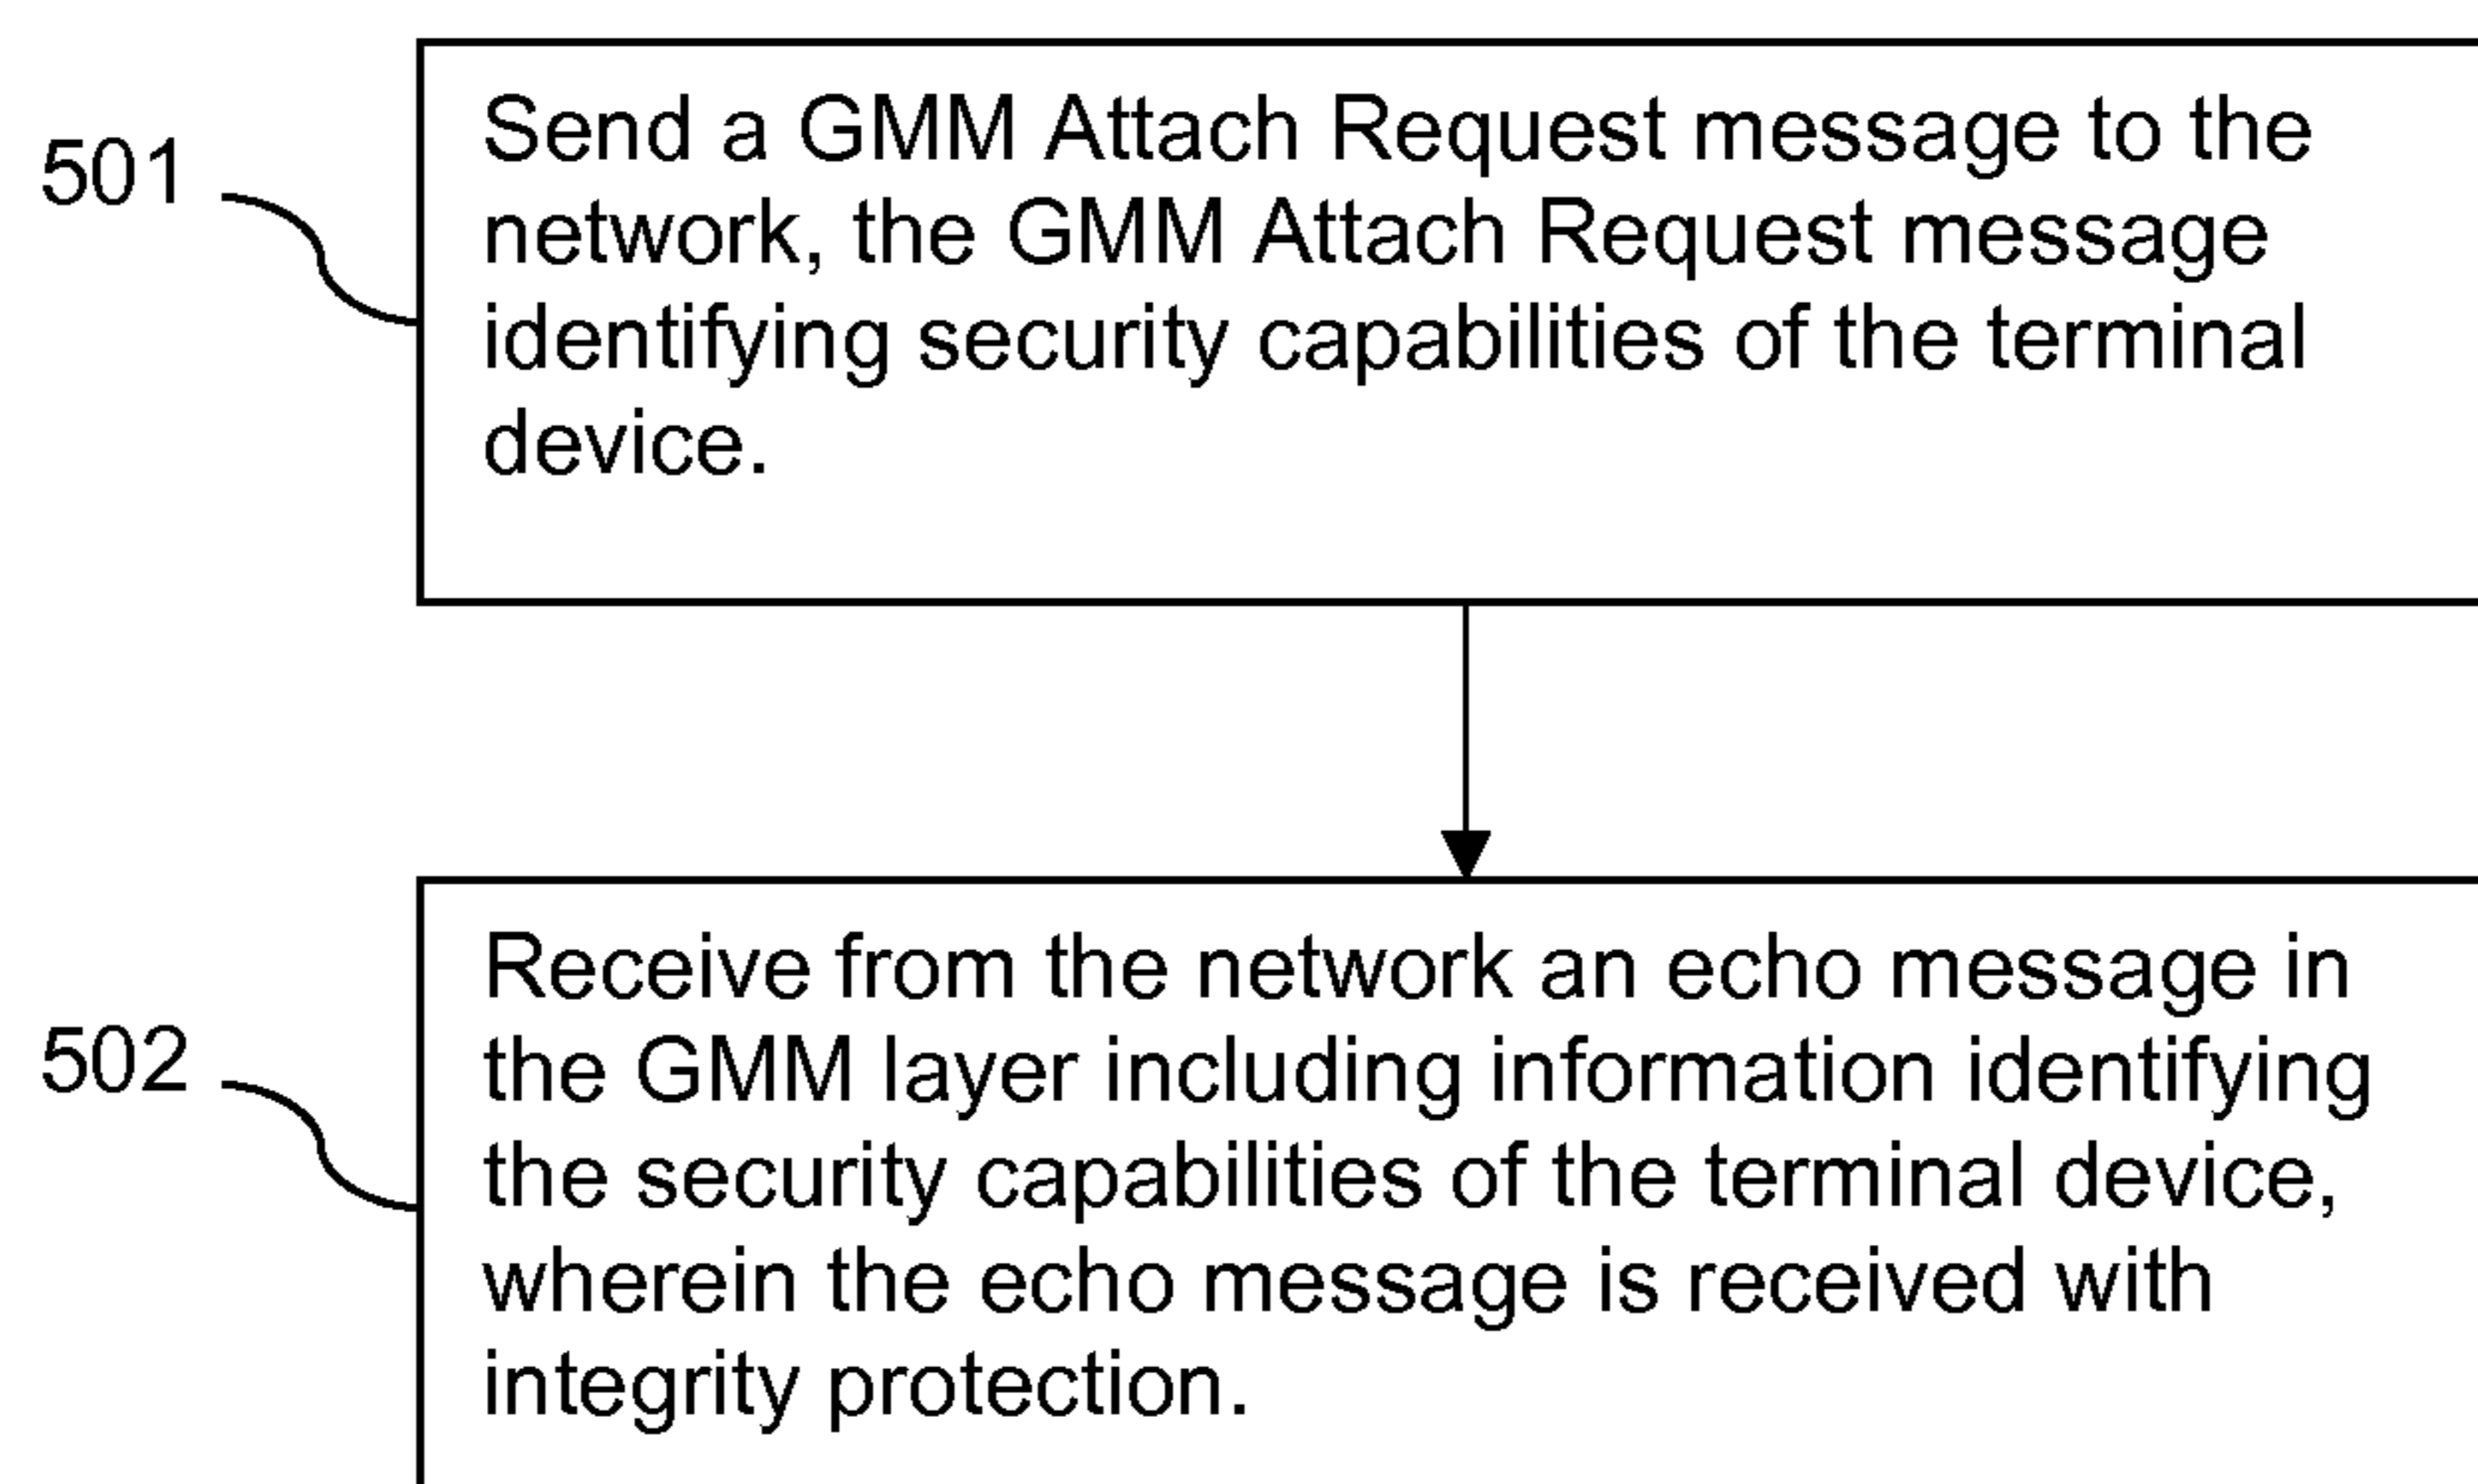 501
Send a GMM Attach Request message to the
network, the GMM Attach Request message
identifying security capabilities of the terminal
device.
502
Receive from the network an echo message in
the GMM layer including information identifying
the security capabilities of the terminal device,
wherein the echo message is received with
integrity protection.